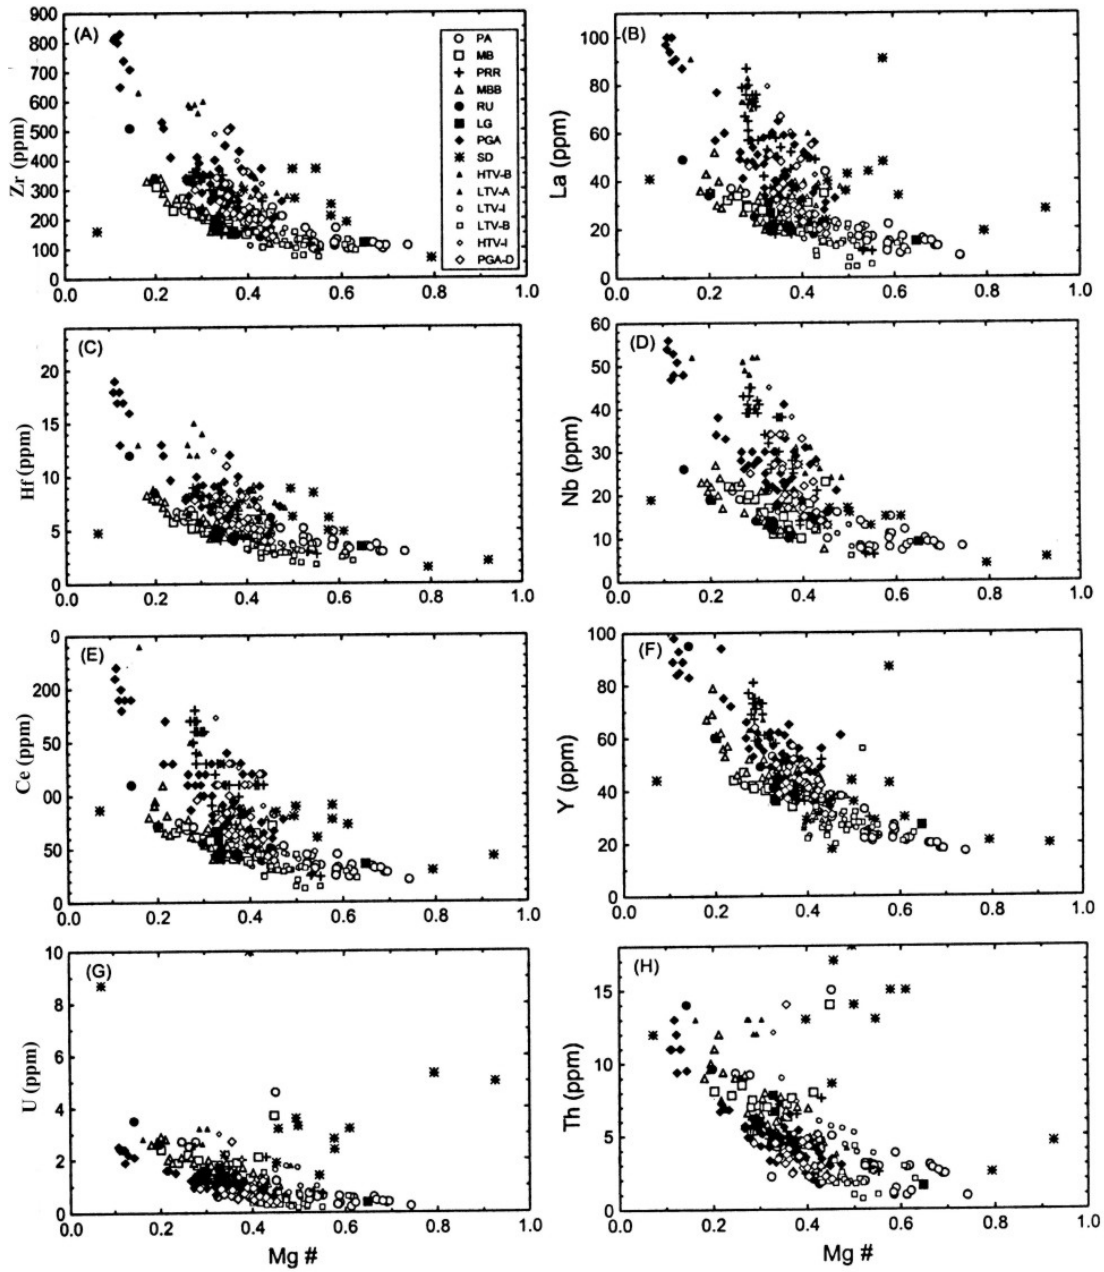 (A)
900
800
700
600
500
400
300
200
100
0
Zr (ppm)
0.0 0.2 0.4 0.6 0.8 1.0
PA
MB
PRR
MBB
RU
LG
PGA
SD
HTV-B
LTV-A
LTV-I
LTV-B
HTV-I
PGA-D
(B)
100
80
60
40
20
0
La (ppm)
0.0 0.2 0.4 0.6 0.8 1.0
(C)
20
15
10
5
0
Hf (ppm)
0.0 0.2 0.4 0.6 0.8 1.0
(D)
60
50
40
30
20
10
0
Nb (ppm)
0.0 0.2 0.4 0.6 0.8 1.0
(E)
0
200
50
00
50
0
Ce (ppm)
0.0 0.2 0.4 0.6 0.8 1.0
(F)
100
80
60
40
20
0
Y (ppm)
0.0 0.2 0.4 0.6 0.8 1.0
(G)
10
8
6
4
2
0
U (ppm)
0.0 0.2 0.4 0.6 0.8 1.0
Mg #
(H)
15
10
5
0
Th (ppm)
0.0 0.2 0.4 0.6 0.8 1.0
Mg #